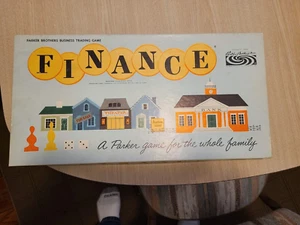 PARKER BROTHERS BUSINESS TRADING GAME
FINANCE
A Parker game for the whole family